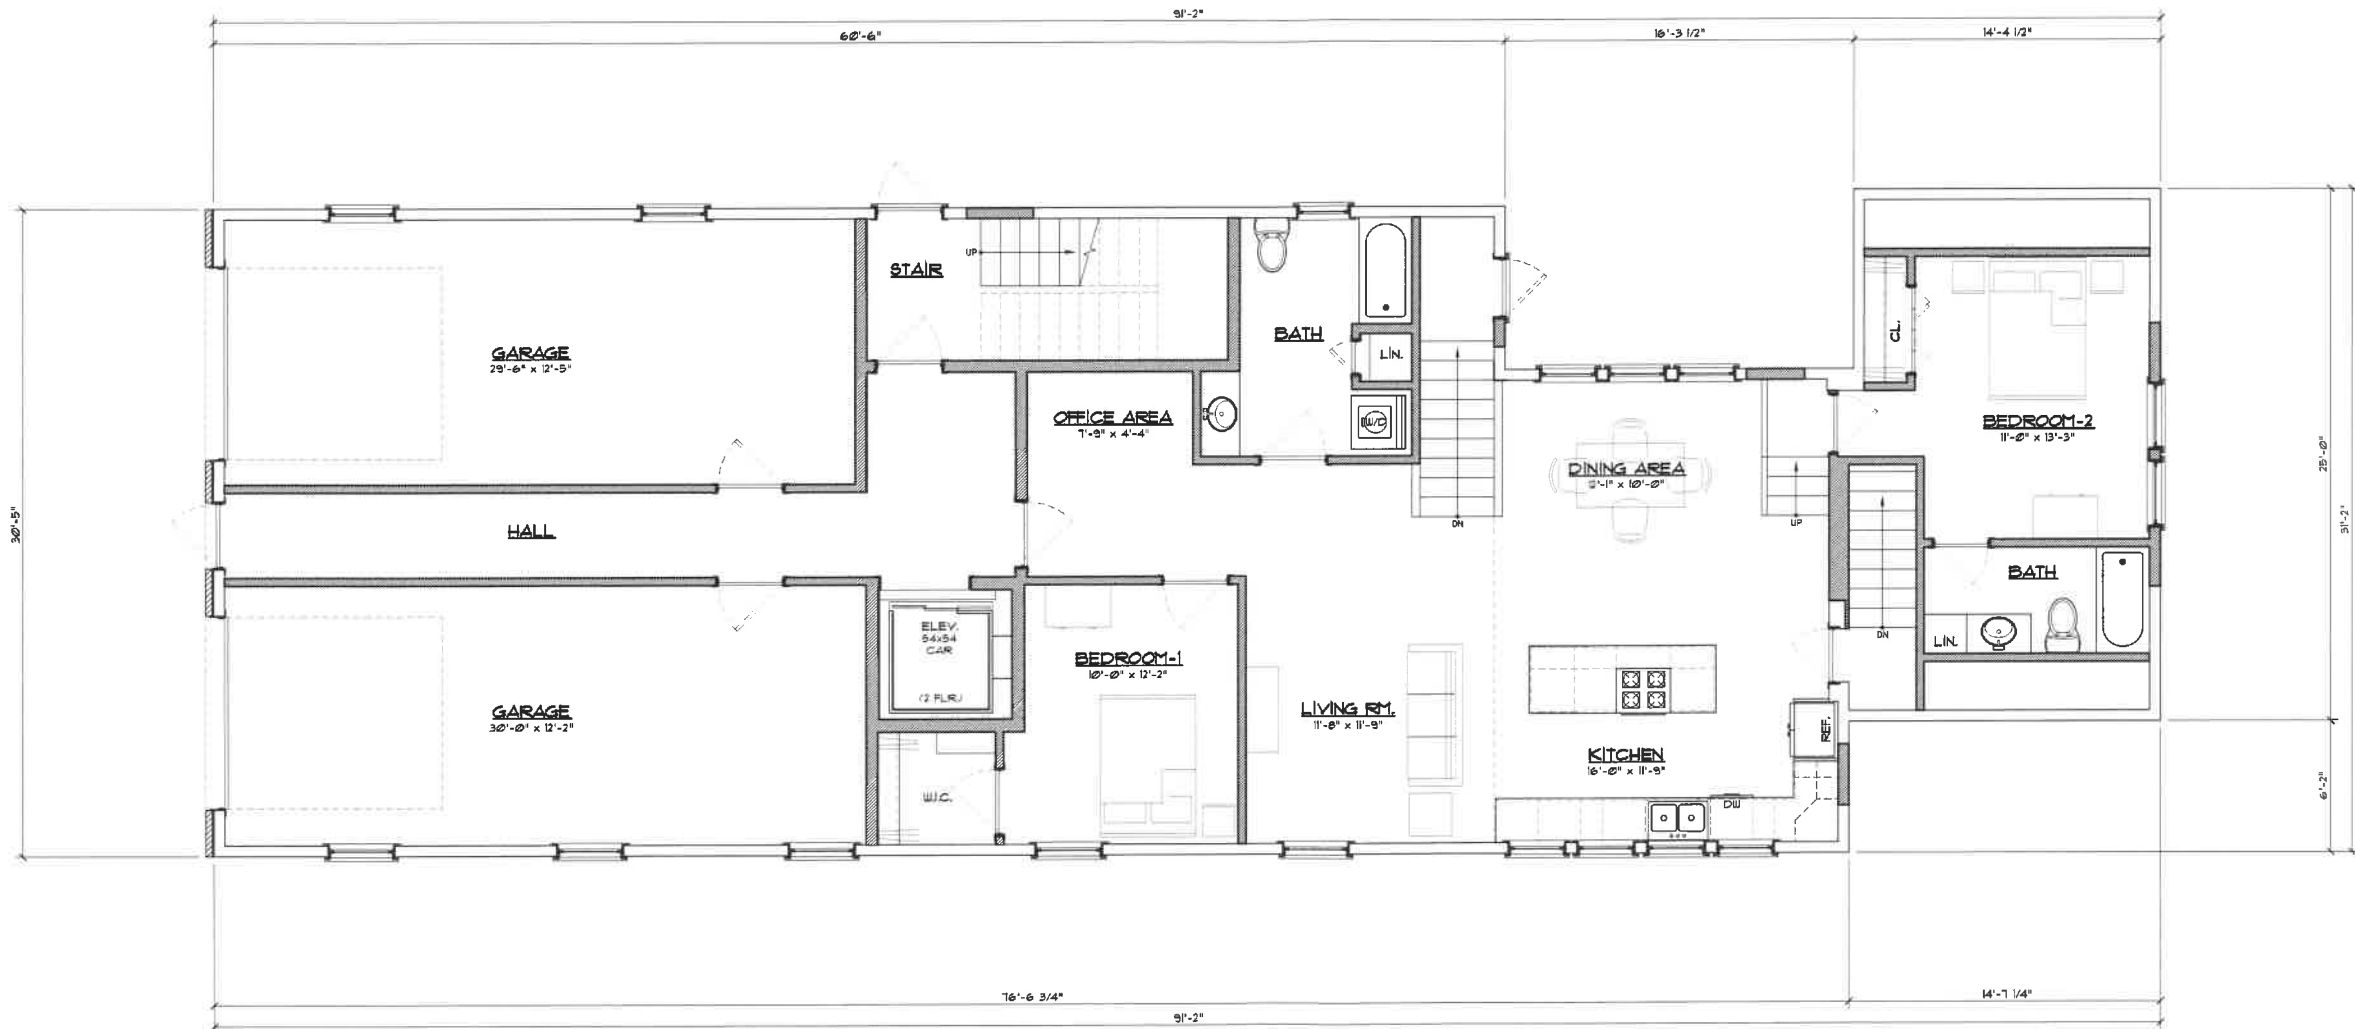 91'-2"
60'-6"
16'-3 1/2"
14'-4 1/2"
30'-5"
25'-0"
31'-2"
6'-2"
STAIR
UP
GARAGE
29'-6" x 12'-5"
BATH
LIN.
CL.
OFFICE AREA
7'-9" x 4'-4"
W/D
BEDROOM-2
11'-0" x 13'-3"
DINING AREA
HALL
DN
UP
BATH
LIN.
DN
ELEV.
54x54
CAR
(2 FLR.)
BEDROOM-1
10'-0" x 12'-2"
GARAGE
30'-0" x 12'-2"
LIVING RM.
11'-8" x 11'-9"
REF.
KITCHEN
16'-0" x 11'-9"
W.I.C.
DW
76'-6 3/4"
14'-7 1/4"
91'-2"